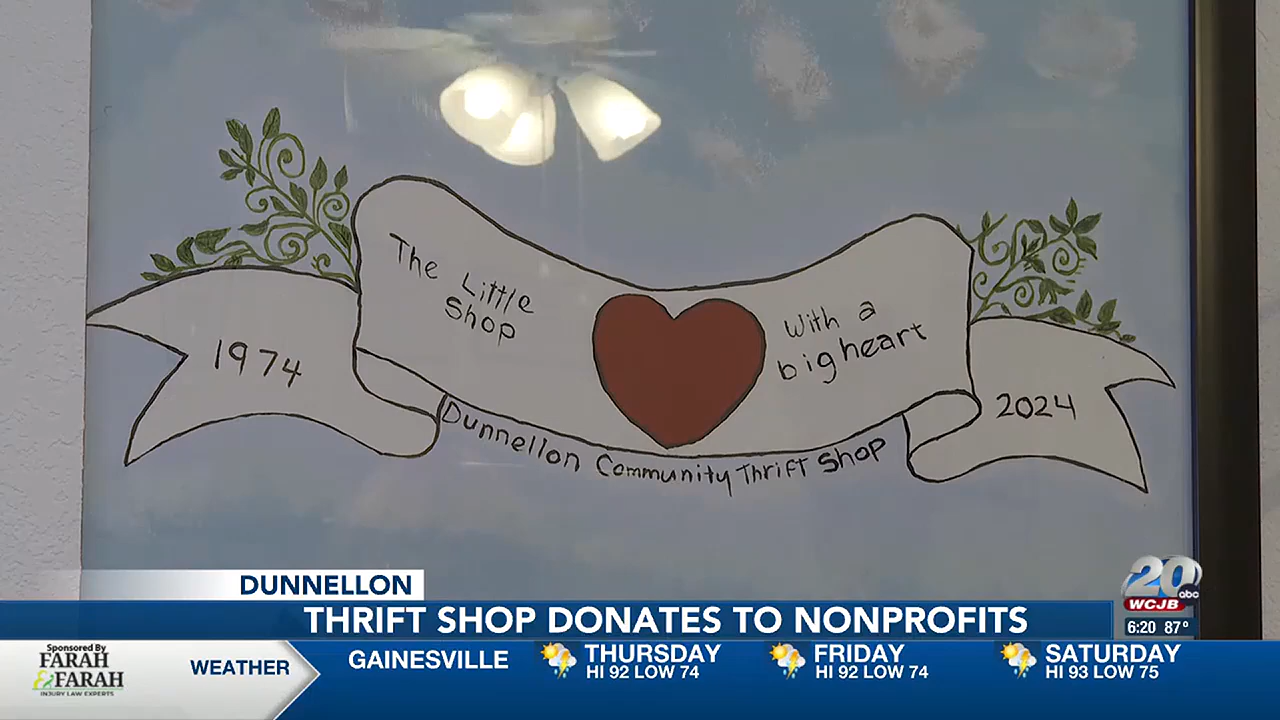 The Little
Shop
With a
big heart
1974
2024
Dunnellon Community Thrift Shop
DUNNELLON
THRIFT SHOP DONATES TO NONPROFITS
20
abc
WCJB
6:20 87°
Sponsored By
FARAH
& FARAH
INJURY LAW EXPERTS
WEATHER
GAINESVILLE
THURSDAY
HI 92 LOW 74
FRIDAY
HI 92 LOW 74
SATURDAY
HI 93 LOW 75